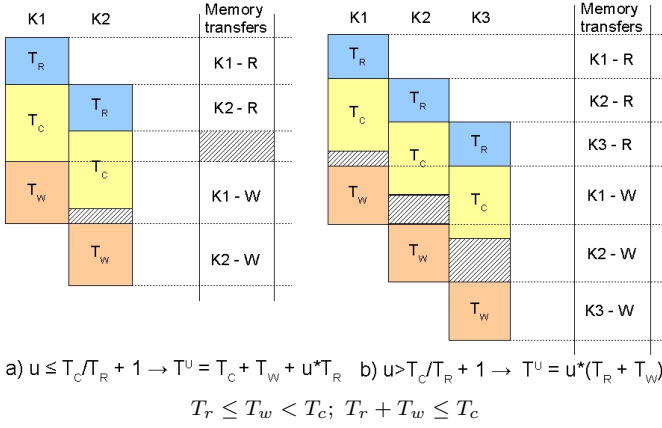 K1 K2 Memory transfers
T_R K1 - R
T_C T_R K2 - R
T_C
T_W K1 - W
T_W K2 - W
K1 K2 K3 Memory transfers
T_R K1 - R
T_C T_R K2 - R
T_C T_R K3 - R
T_W T_C K1 - W
T_W K2 - W
T_W K3 - W
a) u ≤ T_C/T_R + 1 → T^U = T_C + T_W + u*T_R
b) u>T_C/T_R + 1 → T^U = u*(T_R + T_W)
T_r ≤ T_w < T_c; T_r + T_w ≤ T_c